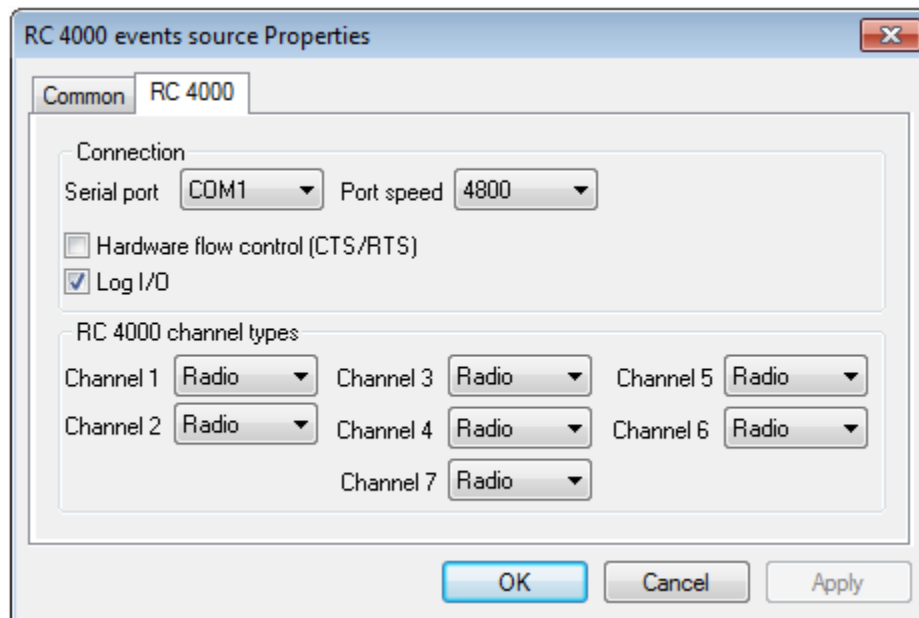 RC 4000 events source Properties
Common RC 4000
Connection
Serial port COM1 Port speed 4800
Hardware flow control (CTS/RTS)
Log I/O
RC 4000 channel types
Channel 1 Radio Channel 3 Radio Channel 5 Radio
Channel 2 Radio Channel 4 Radio Channel 6 Radio
Channel 7 Radio
OK Cancel Apply